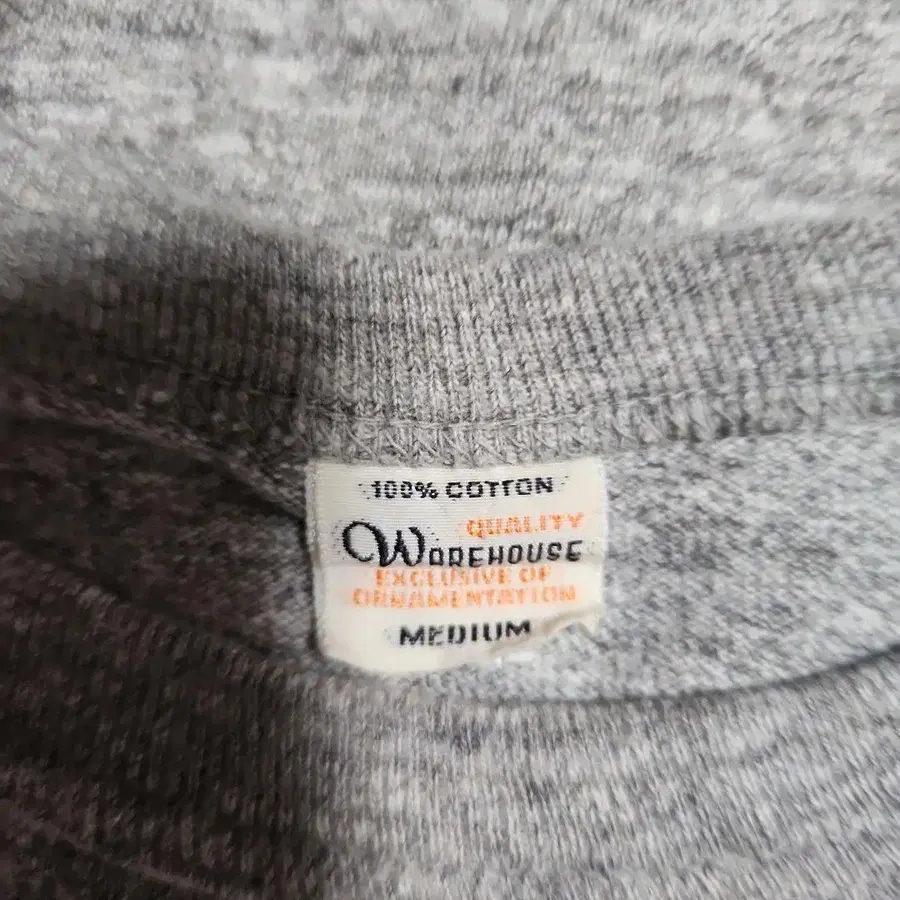 100% COTTON
QUALITY
WAREHOUSE
EXCLUSIVE OF
ORNAMENTATION
MEDIUM